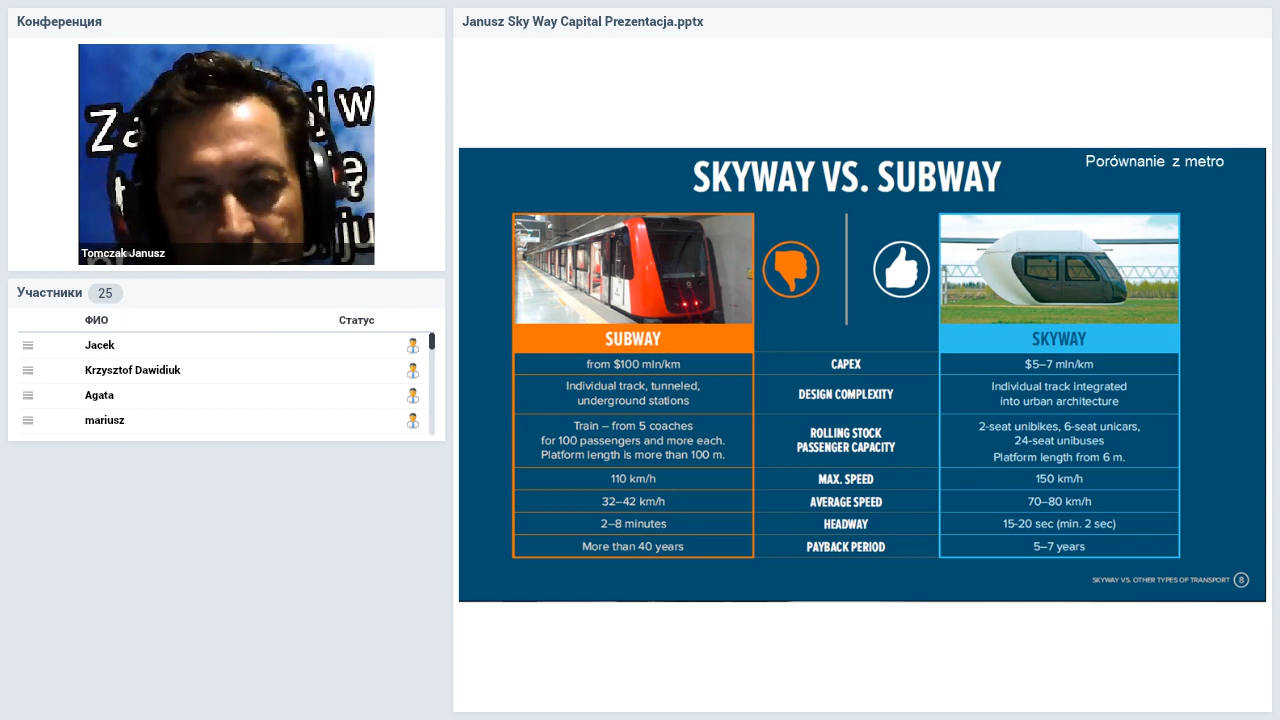 Конференция
Tomczak Janusz
Участники 25
ФИО Статус
Jacek
Krzysztof Dawidiuk
Agata
mariusz
Janusz Sky Way Capital Prezentacja.pptx
SKYWAY VS. SUBWAY
Porównanie z metro
SUBWAY SKYWAY
from $100 mln/km CAPEX $5–7 mln/km
Individual track, tunneled,
underground stations
DESIGN COMPLEXITY
Individual track integrated
into urban architecture
Train – from 5 coaches
for 100 passengers and more each.
Platform length is more than 100 m.
ROLLING STOCK
PASSENGER CAPACITY
2-seat unibikes, 6-seat unicars,
24-seat unibuses
Platform length from 6 m.
110 km/h MAX. SPEED 150 km/h
32–42 km/h AVERAGE SPEED 70–80 km/h
2–8 minutes HEADWAY 15-20 sec (min. 2 sec)
More than 40 years PAYBACK PERIOD 5–7 years
SKYWAY VS. OTHER TYPES OF TRANSPORT 8